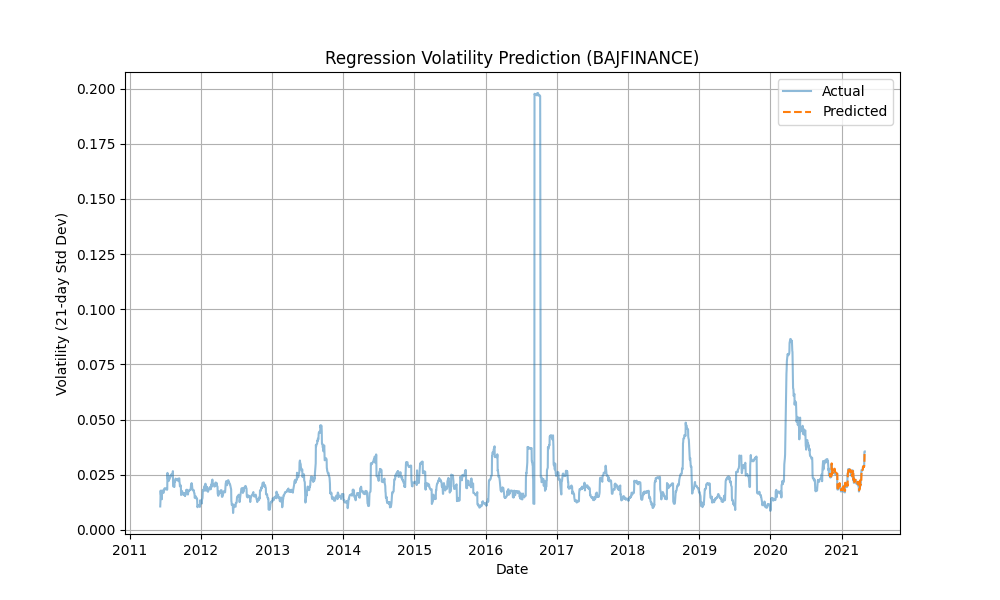 Regression Volatility Prediction (BAJFINANCE)
Actual
Predicted
Volatility (21-day Std Dev)
0.200
0.175
0.150
0.125
0.100
0.075
0.050
0.025
0.000
2011 2012 2013 2014 2015 2016 2017 2018 2019 2020 2021
Date